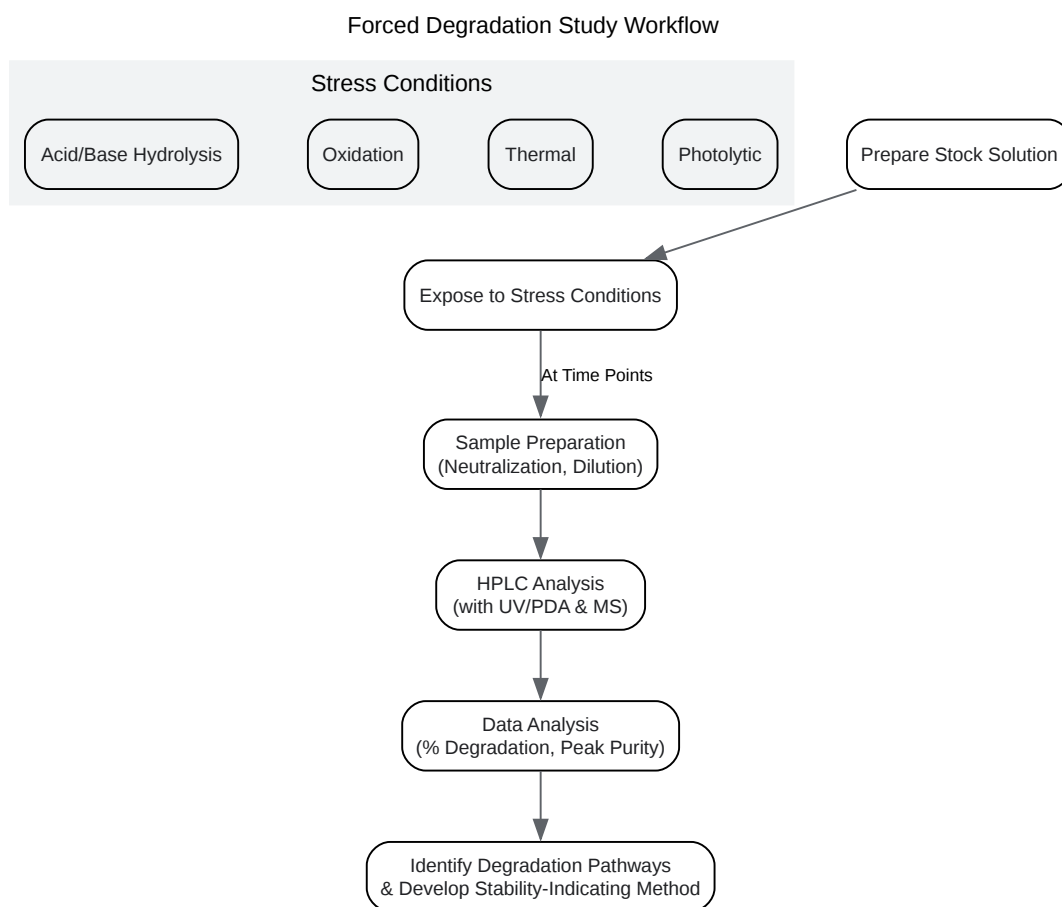 Forced Degradation Study Workflow
Stress Conditions
Acid/Base Hydrolysis
Oxidation
Thermal
Photolytic
Prepare Stock Solution
Expose to Stress Conditions
At Time Points
Sample Preparation
(Neutralization, Dilution)
HPLC Analysis
(with UV/PDA & MS)
Data Analysis
(% Degradation, Peak Purity)
Identify Degradation Pathways
& Develop Stability-Indicating Method